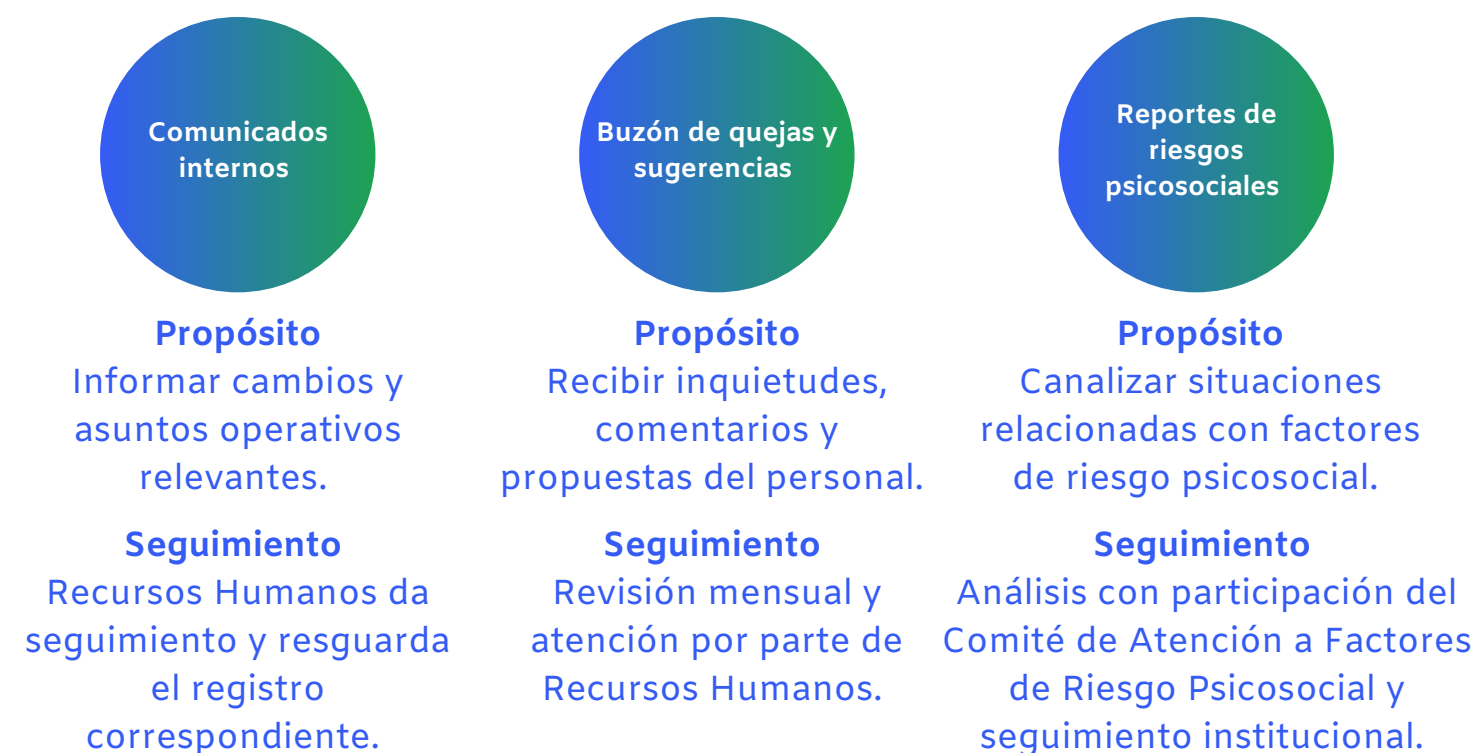 Comunicados
internos
Propósito
Informar cambios y
asuntos operativos
relevantes.
Seguimiento
Recursos Humanos da
seguimiento y resguarda
el registro
correspondiente.
Buzón de quejas y
sugerencias
Propósito
Recibir inquietudes,
comentarios y
propuestas del personal.
Seguimiento
Revisión mensual y
atención por parte de
Recursos Humanos.
Reportes de
riesgos
psicosociales
Propósito
Canalizar situaciones
relacionadas con factores
de riesgo psicosocial.
Seguimiento
Análisis con participación del
Comité de Atención a Factores
de Riesgo Psicosocial y
seguimiento institucional.